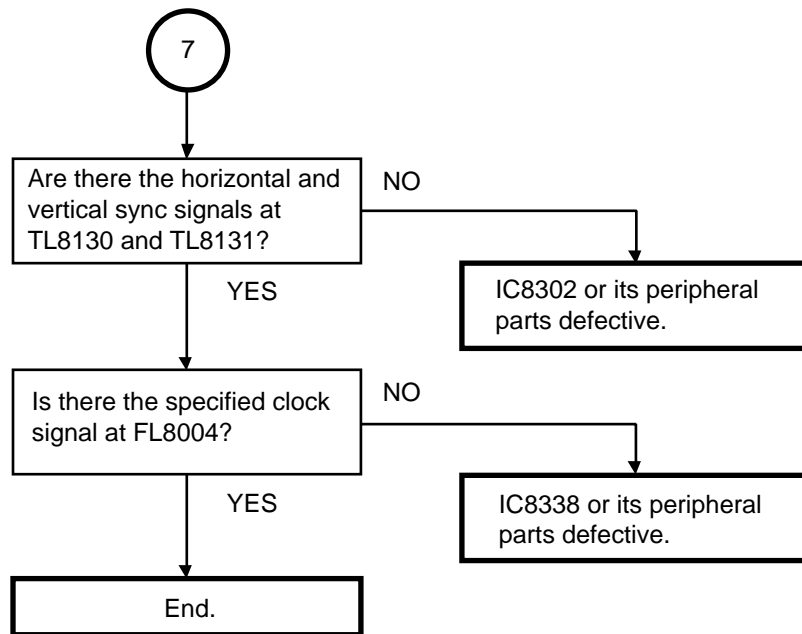 7
Are there the horizontal and
vertical sync signals at
TL8130 and TL8131?
NO
YES
IC8302 or its peripheral
parts defective.
Is there the specified clock
signal at FL8004?
NO
YES
IC8338 or its peripheral
parts defective.
End.